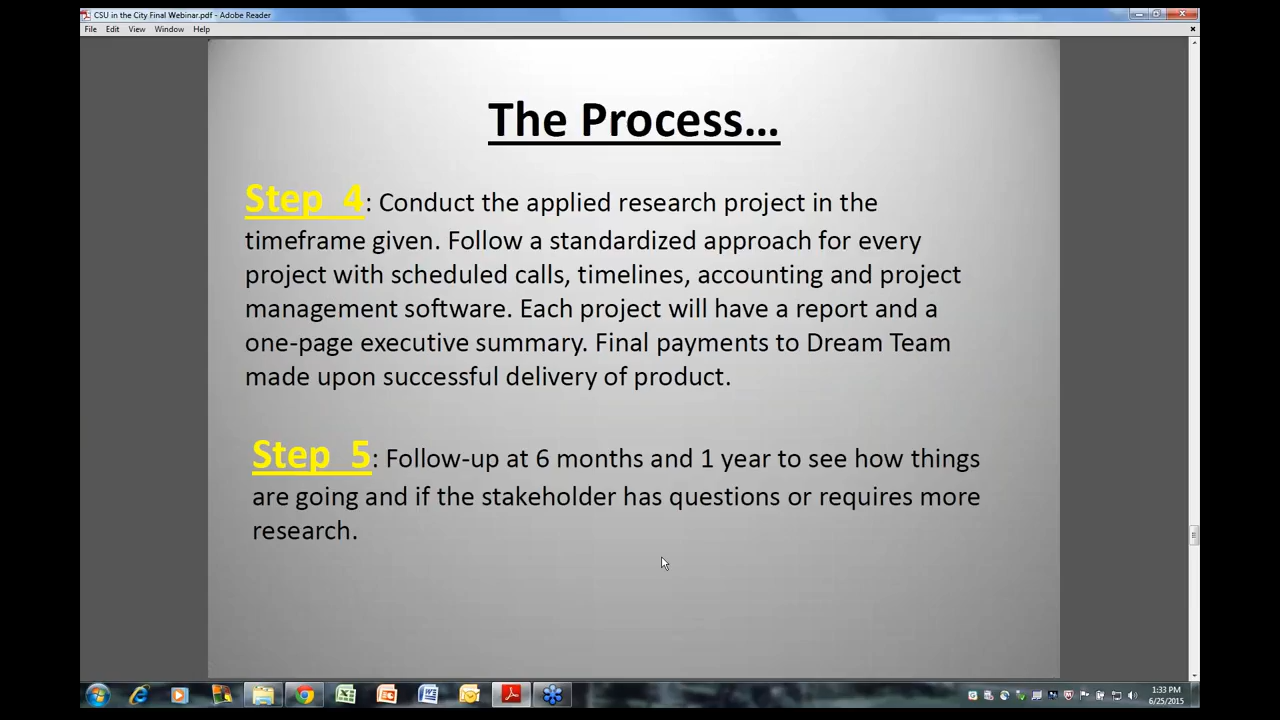 CSU in the City Final Webinar.pdf - Adobe Reader
File Edit View Window Help
The Process...
Step 4: Conduct the applied research project in the
timeframe given. Follow a standardized approach for every
project with scheduled calls, timelines, accounting and project
management software. Each project will have a report and a
one-page executive summary. Final payments to Dream Team
made upon successful delivery of product.
Step 5: Follow-up at 6 months and 1 year to see how things
are going and if the stakeholder has questions or requires more
research.
1:33 PM
6/25/2015